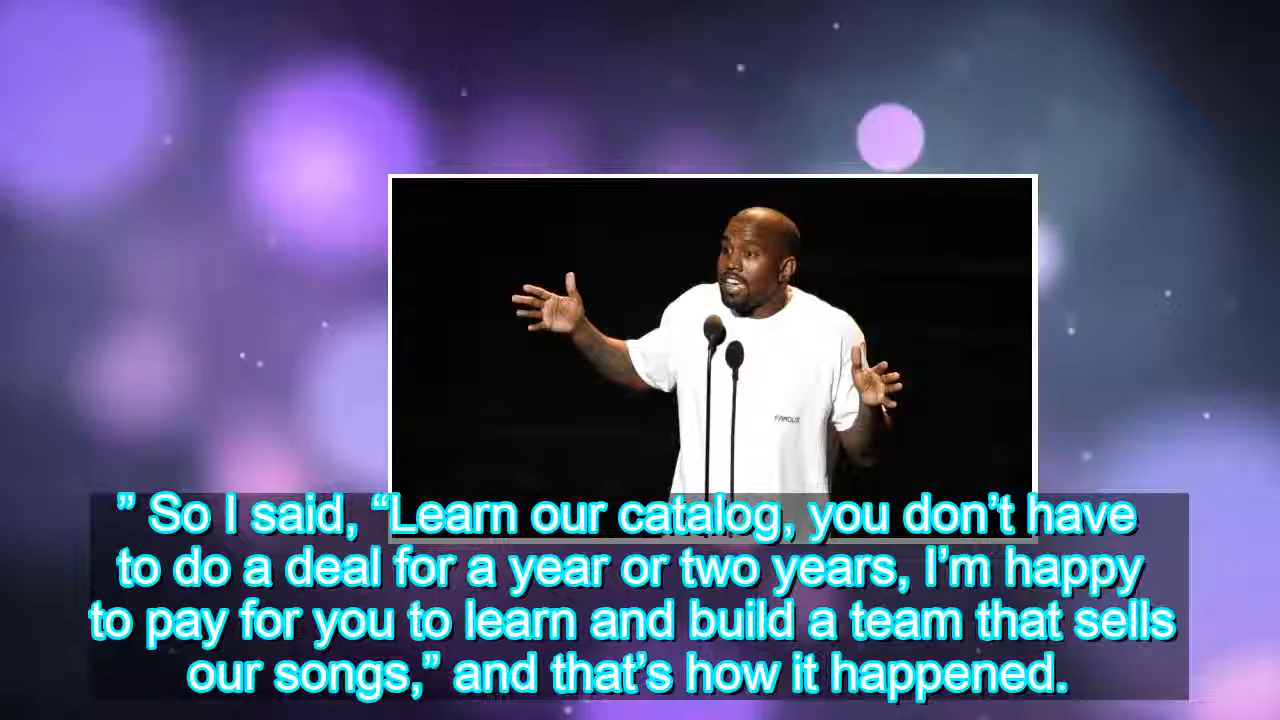 FAMOUS
” So I said, “Learn our catalog, you don’t have
to do a deal for a year or two years, I’m happy
to pay for you to learn and build a team that sells
our songs,” and that’s how it happened.